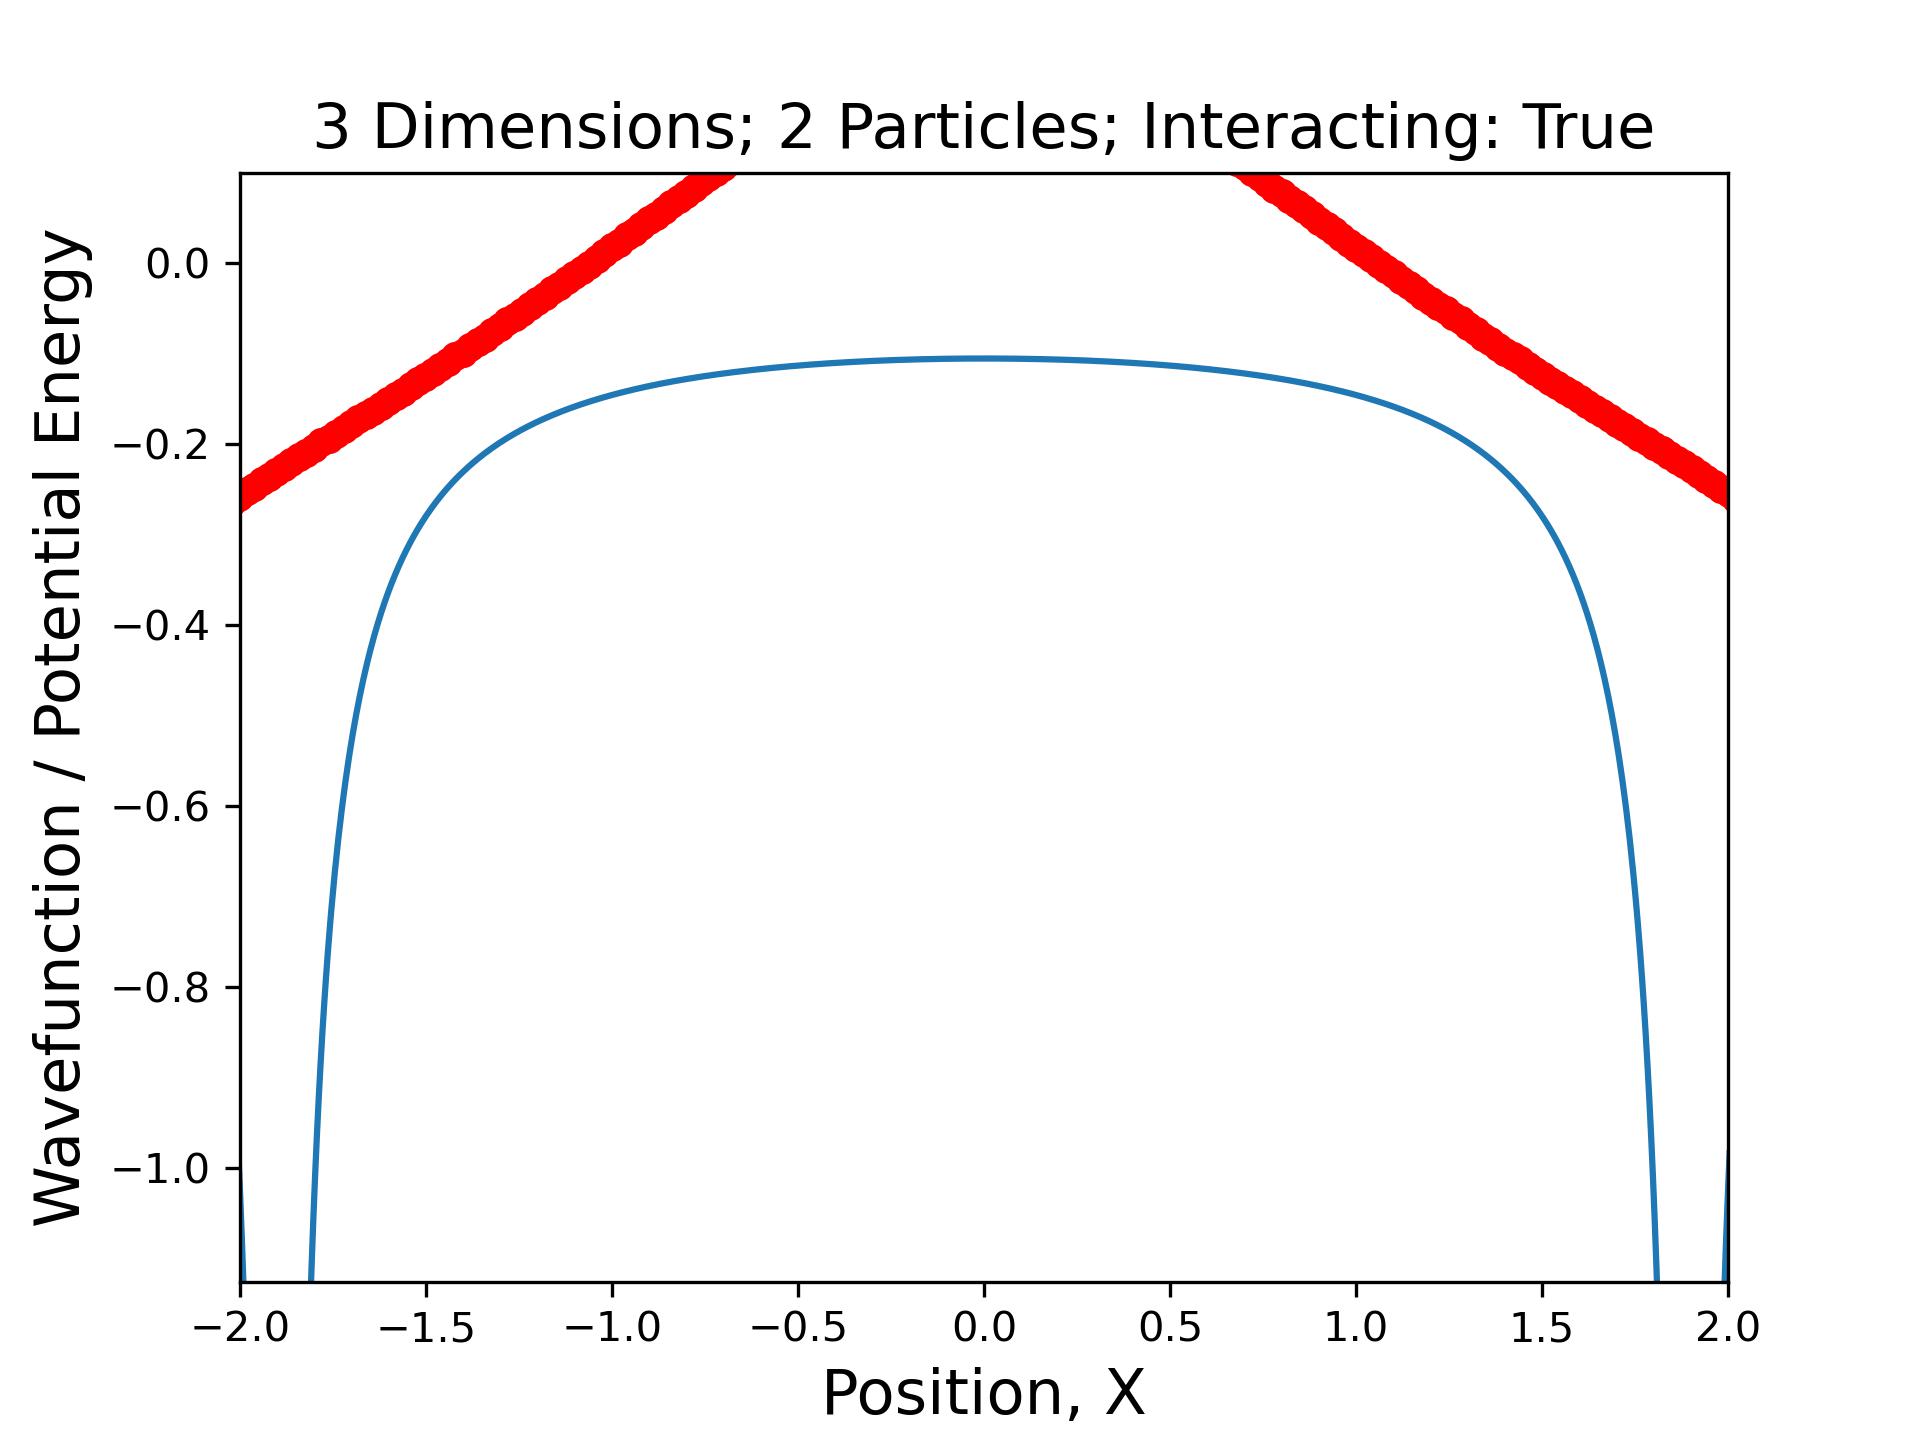 3 Dimensions; 2 Particles; Interacting: True
Wavefunction / Potential Energy
0.0
−0.2
−0.4
−0.6
−0.8
−1.0
−2.0 −1.5 −1.0 −0.5 0.0 0.5 1.0 1.5 2.0
Position, X